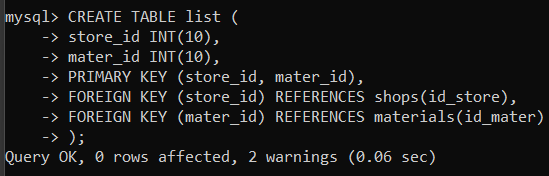 mysql> CREATE TABLE list (
    -> store_id INT(10),
    -> mater_id INT(10),
    -> PRIMARY KEY (store_id, mater_id),
    -> FOREIGN KEY (store_id) REFERENCES shops(id_store),
    -> FOREIGN KEY (mater_id) REFERENCES materials(id_mater)
    -> );
Query OK, 0 rows affected, 2 warnings (0.06 sec)